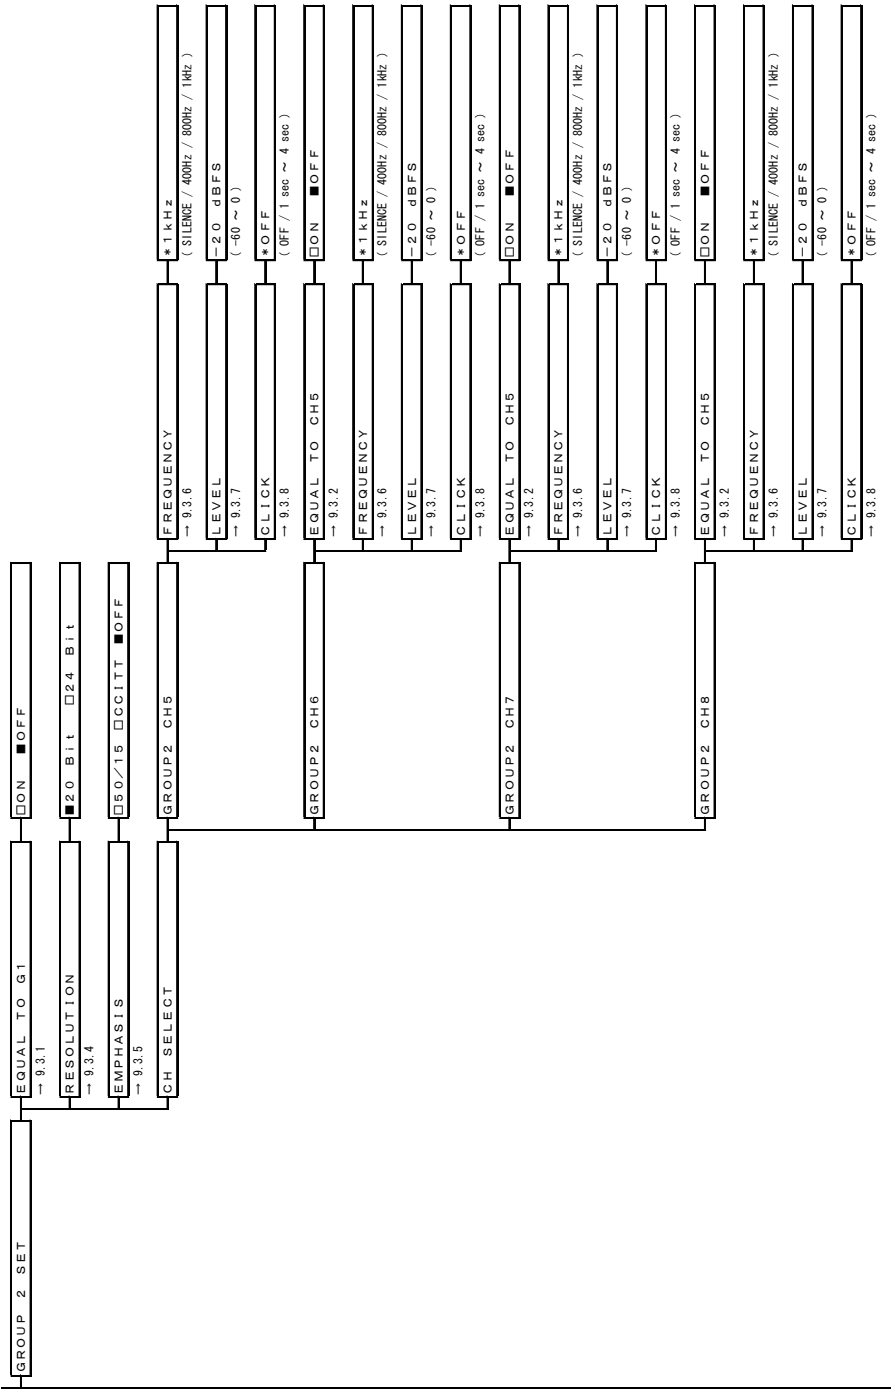 GROUP 2 SET
EQUAL TO G1
→ 9.3.1
□ON ■OFF
RESOLUTION
→ 9.3.4
■20 Bit □24 Bit
EMPHASIS
→ 9.3.5
□50/15 □CCITT ■OFF
CH SELECT
GROUP2 CH5
FREQUENCY
→ 9.3.6
*1kHz
( SILENCE / 400Hz / 800Hz / 1kHz )
LEVEL
→ 9.3.7
-20 dBFS
( -60 ~ 0 )
CLICK
→ 9.3.8
*OFF
( OFF / 1 sec ~ 4 sec )
GROUP2 CH6
EQUAL TO CH5
→ 9.3.2
□ON ■OFF
FREQUENCY
→ 9.3.6
*1kHz
( SILENCE / 400Hz / 800Hz / 1kHz )
LEVEL
→ 9.3.7
-20 dBFS
( -60 ~ 0 )
CLICK
→ 9.3.8
*OFF
( OFF / 1 sec ~ 4 sec )
GROUP2 CH7
EQUAL TO CH5
→ 9.3.2
□ON ■OFF
FREQUENCY
→ 9.3.6
*1kHz
( SILENCE / 400Hz / 800Hz / 1kHz )
LEVEL
→ 9.3.7
-20 dBFS
( -60 ~ 0 )
CLICK
→ 9.3.8
*OFF
( OFF / 1 sec ~ 4 sec )
GROUP2 CH8
EQUAL TO CH5
→ 9.3.2
□ON ■OFF
FREQUENCY
→ 9.3.6
*1kHz
( SILENCE / 400Hz / 800Hz / 1kHz )
LEVEL
→ 9.3.7
-20 dBFS
( -60 ~ 0 )
CLICK
→ 9.3.8
*OFF
( OFF / 1 sec ~ 4 sec )